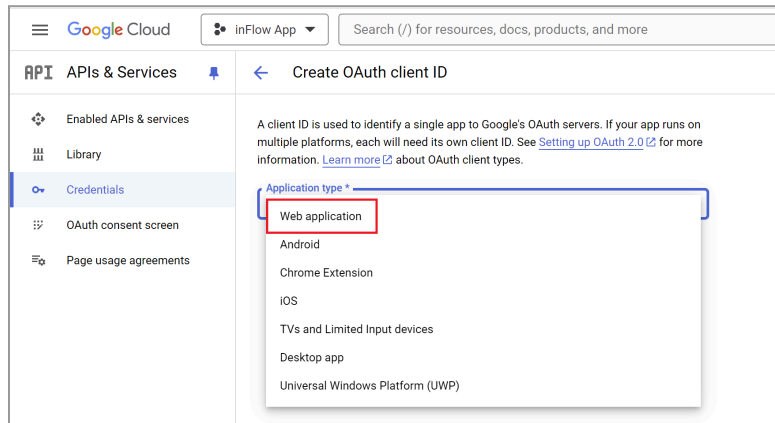 Google Cloud
inFlow App
Search (/) for resources, docs, products, and more
API APIs & Services
Create OAuth client ID
Enabled APIs & services
Library
Credentials
OAuth consent screen
Page usage agreements
A client ID is used to identify a single app to Google's OAuth servers. If your app runs on
multiple platforms, each will need its own client ID. See Setting up OAuth 2.0 for more
information. Learn more about OAuth client types.
Application type *
Web application
Android
Chrome Extension
iOS
TVs and Limited Input devices
Desktop app
Universal Windows Platform (UWP)